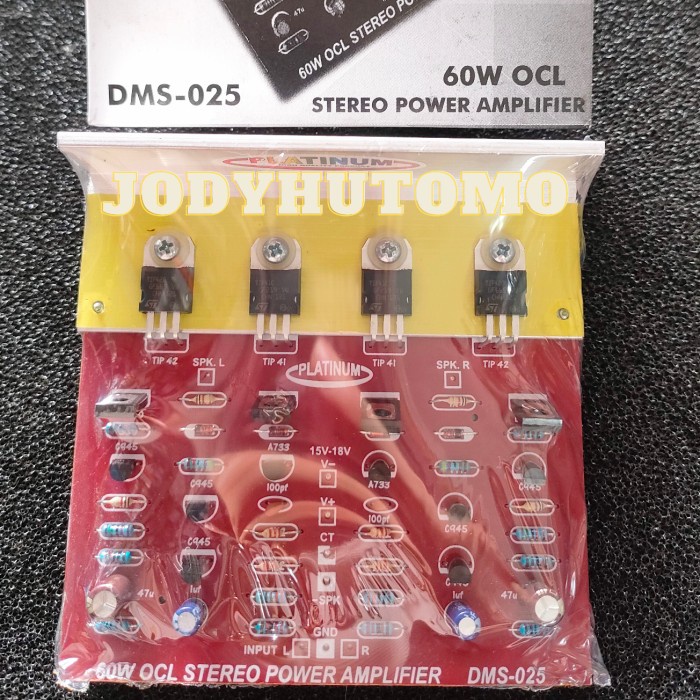 47u
60W OCL STEREO PO
DMS-025
60W OCL
STEREO POWER AMPLIFIER
PLATINUM
JODYHUTOMO
TIP 42
TIP 41
TIP 41
TIP 42
SPK. L
PLATINUM
SPK. R
C945
A733
15V-18V
V-
C945
100pf
A733
C945
C945
V+
100pf
C945
CT
47u
1uf
-SPK
47u
INPUT L
GND
R
60W OCL STEREO POWER AMPLIFIER DMS-025